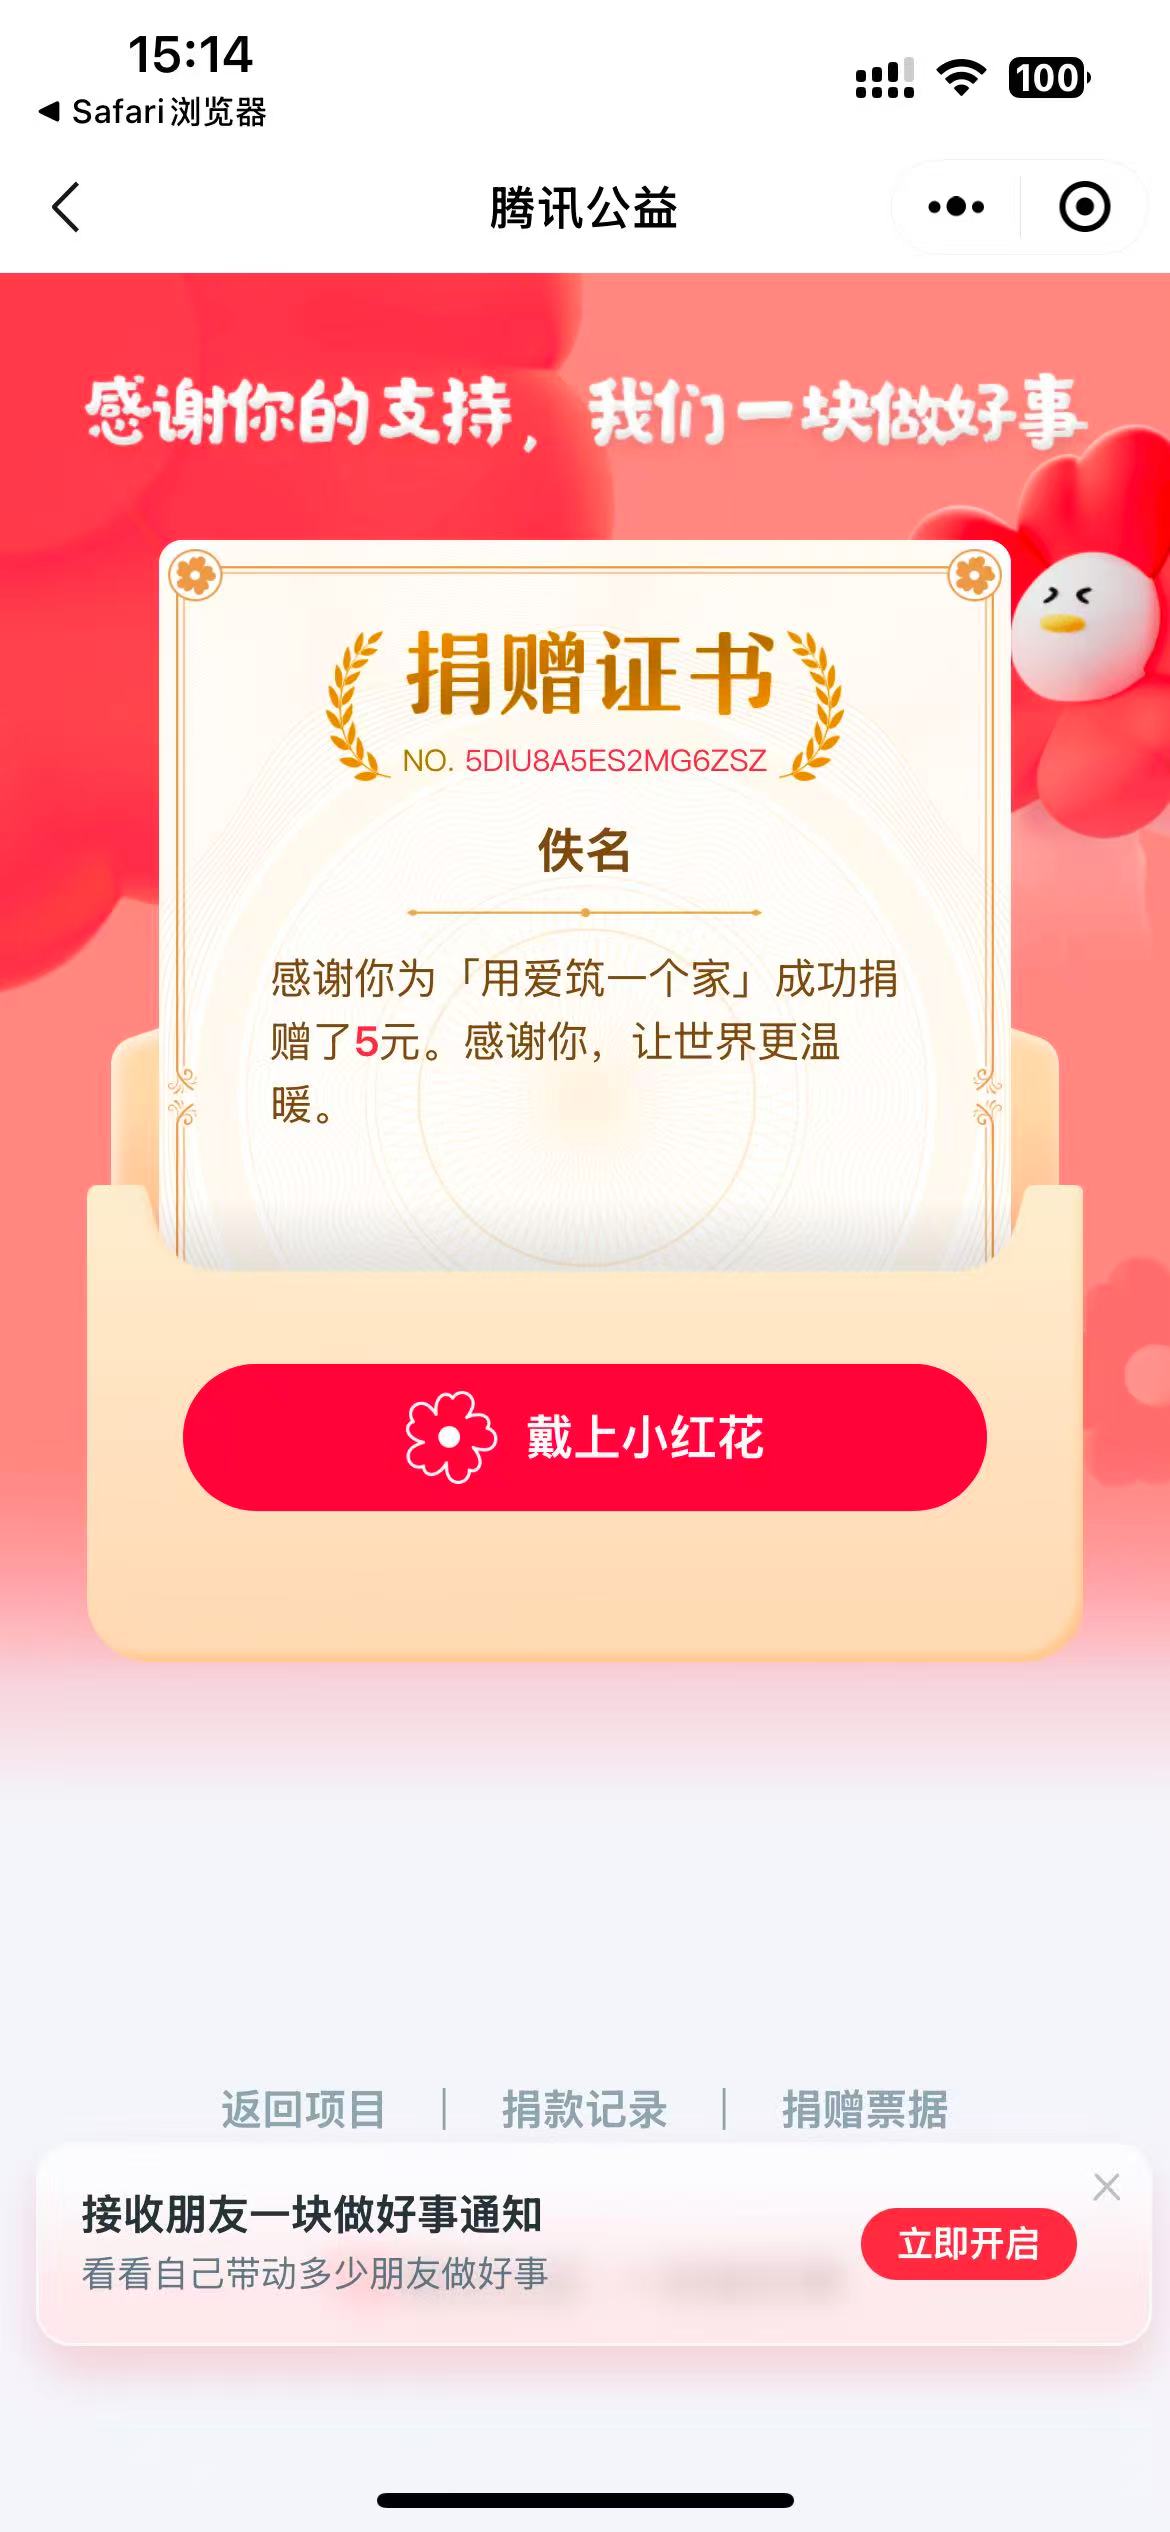 15:14
Safari浏览器
100
腾讯公益
感谢你的支持，我们一块做好事
捐赠证书
NO. 5DIU8A5ES2MG6ZSZ
佚名
感谢你为「用爱筑一个家」成功捐
赠了5元。感谢你，让世界更温
暖。
戴上小红花
返回项目 | 捐款记录 | 捐赠票据
接收朋友一块做好事通知
看看自己带动多少朋友做好事
立即开启